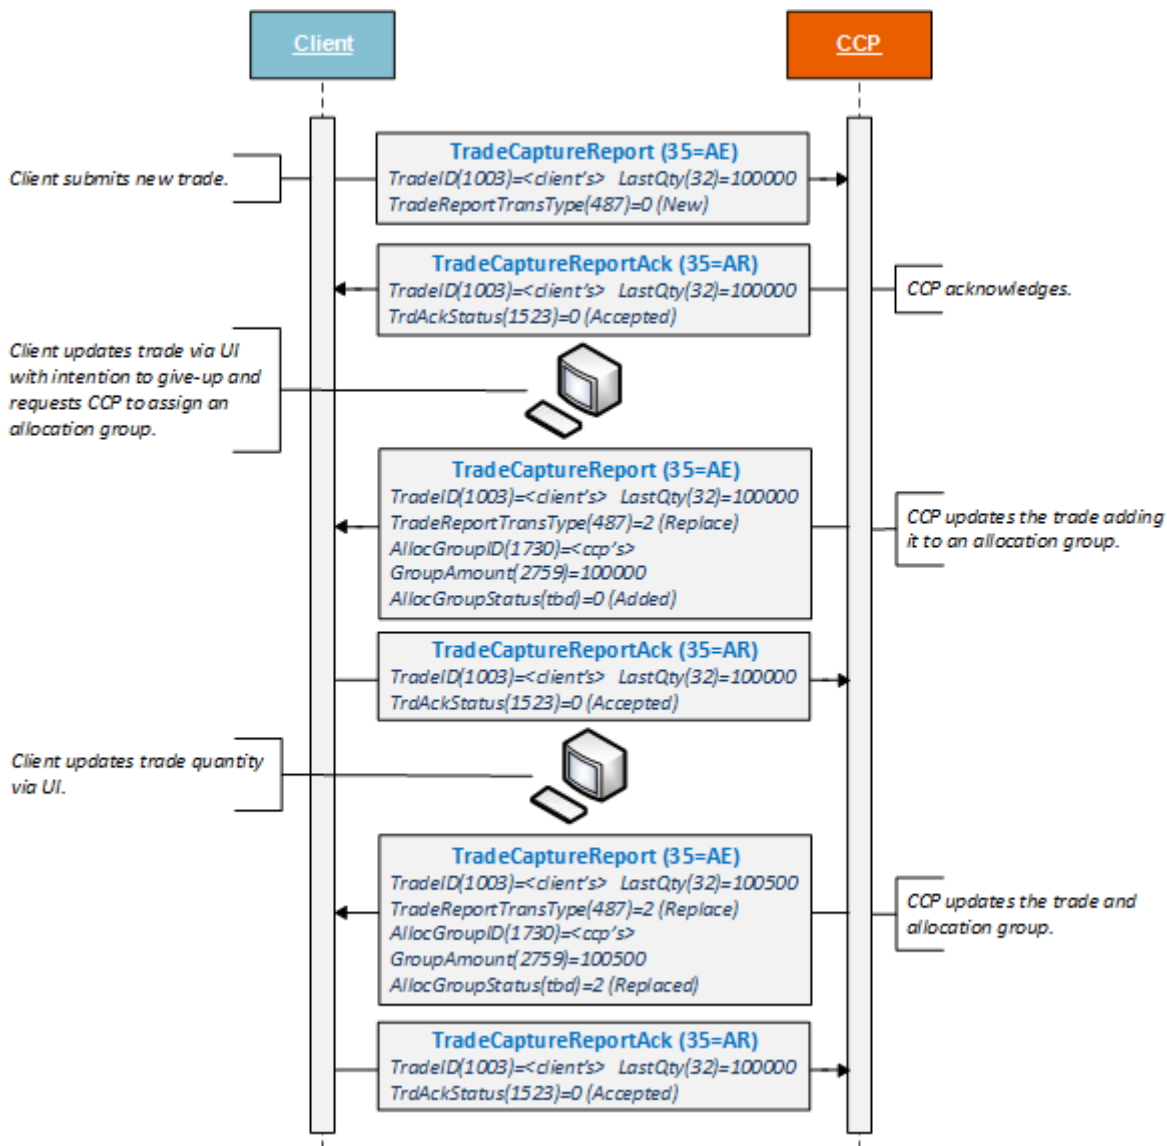 Client
CCP
TradeCaptureReport (35=AE)
TradeID(1003)=<client's> LastQty(32)=100000
TradeReportTransType(487)=0 (New)
Client submits new trade.
TradeCaptureReportAck (35=AR)
TradeID(1003)=<client's> LastQty(32)=100000
TrdAckStatus(1523)=0 (Accepted)
CCP acknowledges.
Client updates trade via UI
with intention to give-up and
requests CCP to assign an
allocation group.
TradeCaptureReport (35=AE)
TradeID(1003)=<client's> LastQty(32)=100000
TradeReportTransType(487)=2 (Replace)
AllocGroupID(1730)=<ccp's>
GroupAmount(2759)=100000
AllocGroupStatus(tbd)=0 (Added)
CCP updates the trade adding
it to an allocation group.
TradeCaptureReportAck (35=AR)
TradeID(1003)=<client's> LastQty(32)=100000
TrdAckStatus(1523)=0 (Accepted)
Client updates trade quantity
via UI.
TradeCaptureReport (35=AE)
TradeID(1003)=<client's> LastQty(32)=100500
TradeReportTransType(487)=2 (Replace)
AllocGroupID(1730)=<ccp's>
GroupAmount(2759)=100500
AllocGroupStatus(tbd)=2 (Replaced)
CCP updates the trade and
allocation group.
TradeCaptureReportAck (35=AR)
TradeID(1003)=<client's> LastQty(32)=100000
TrdAckStatus(1523)=0 (Accepted)